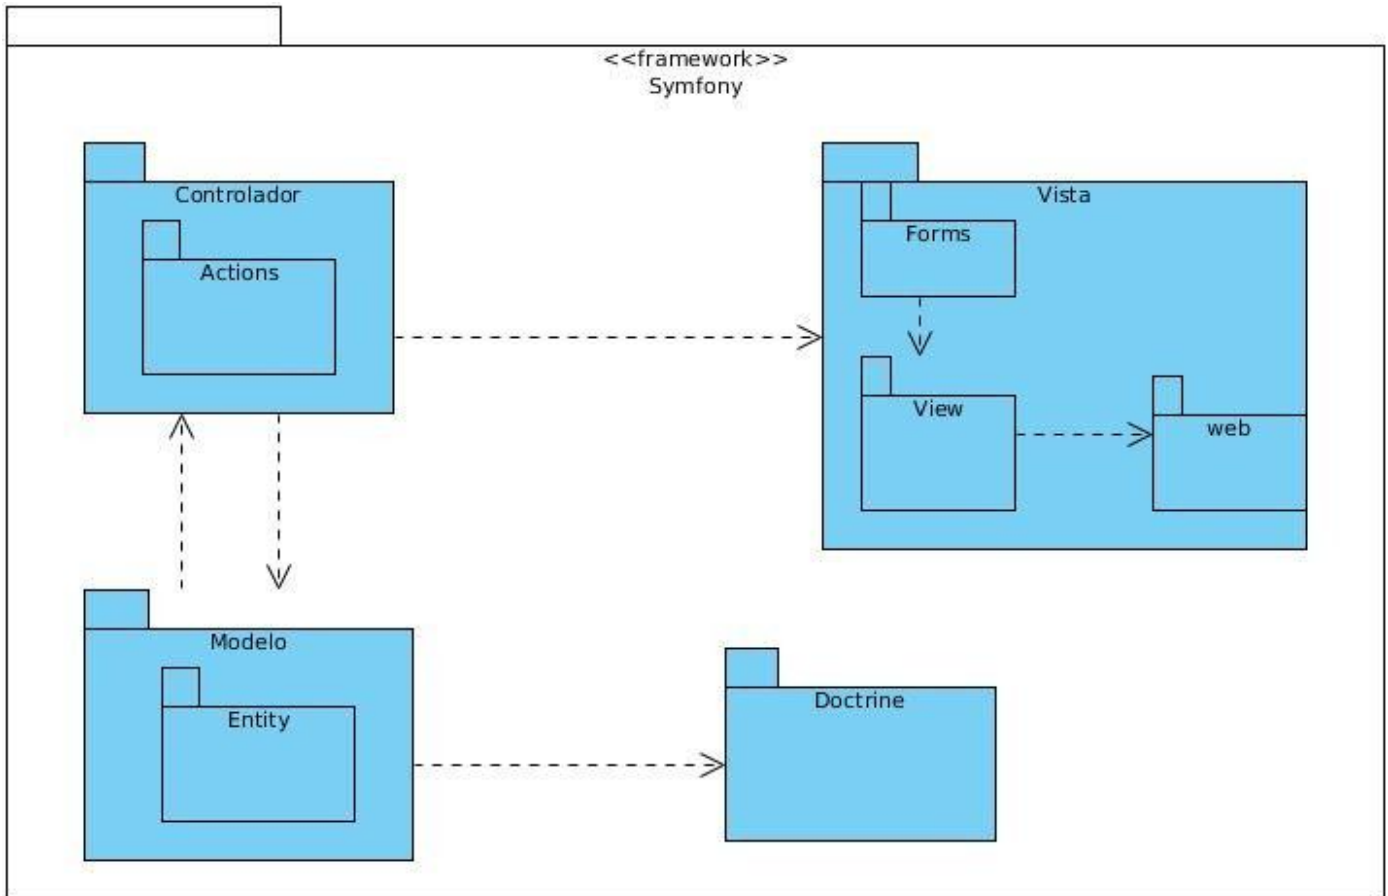 <<framework>>
Symfony
Controlador
Actions
Vista
Forms
View
web
Modelo
Entity
Doctrine